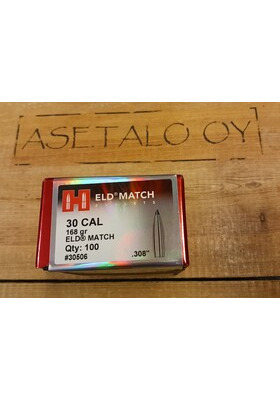 ASETALO OY
H ELD® MATCH
30 CAL
168 gr
ELD® MATCH
Qty: 100
#30506
.308"